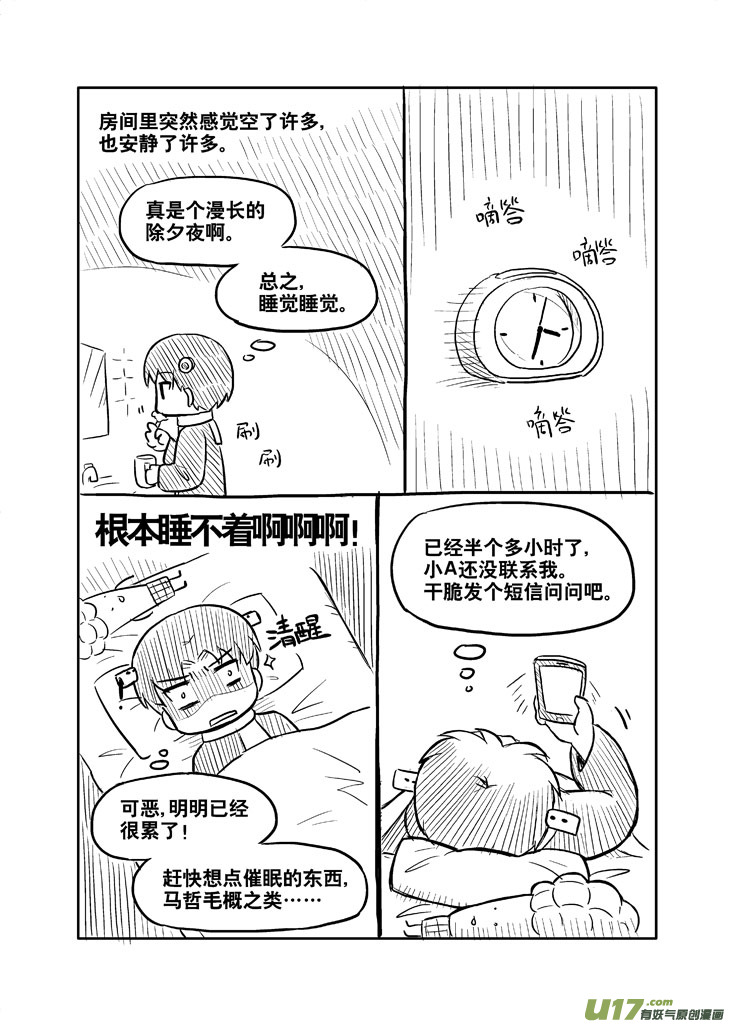 房间里突然感觉空了许多，
也安静了许多。
真是个漫长的
除夕夜啊。
总之，
睡觉睡觉。
刷
刷
嘀答
嘀答
嘀答
根本睡不着啊啊啊！
清醒
可恶，明明已经
很累了！
赶快想点催眠的东西，
马哲毛概之类……
已经半个多小时了，
小A还没联系我。
干脆发个短信问问吧。
U17.COM
有妖气原创漫画